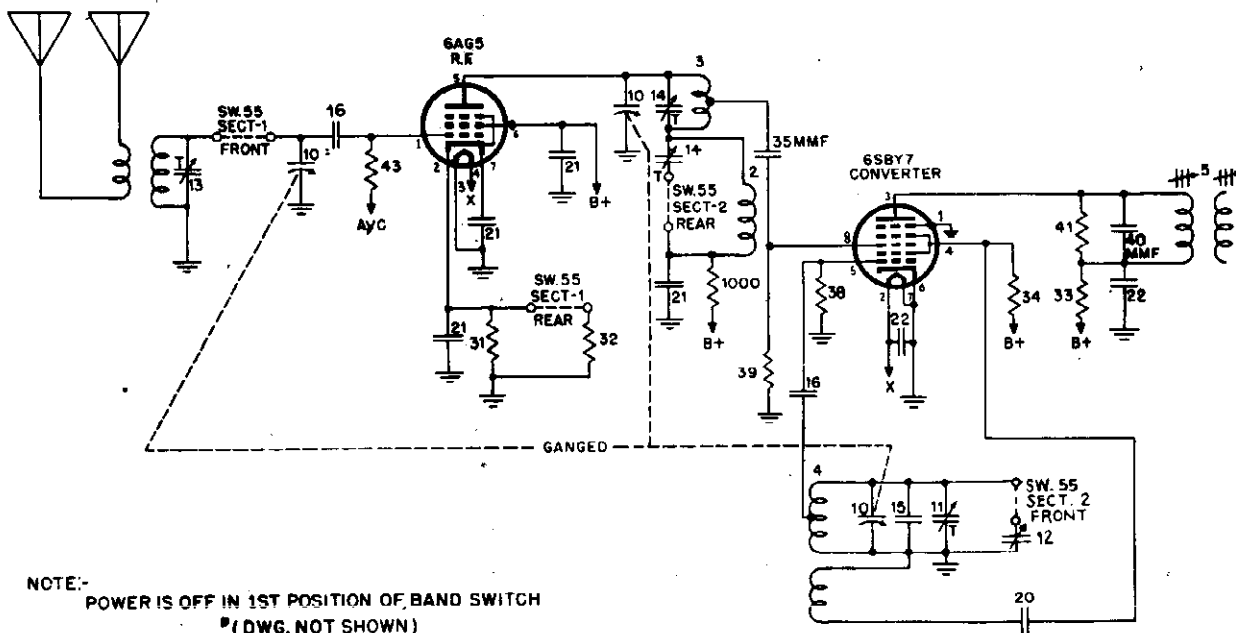 6AG5
R.F.
5
3
SW.55
SECT-1
FRONT
16
10
14
T
1
6
10
35MMF
T
13
43
21
14
2
2
3
4
7
X
B+
T
6SBY7
CONVERTER
5
AVC
21
SW.55
SECT-2
REAR
3
1
41
40
MMF
8
4
SW.55
SECT-1
REAR
21
1000
5
38
34
33
22
2
7
6
22
21
31
32
B+
B+
B+
39
16
X
GANGED
4
10
15
11
T
SW.55
SECT.2
FRONT
12
NOTE:-
POWER IS OFF IN 1ST POSITION OF BAND SWITCH
(DWG. NOT SHOWN)
20